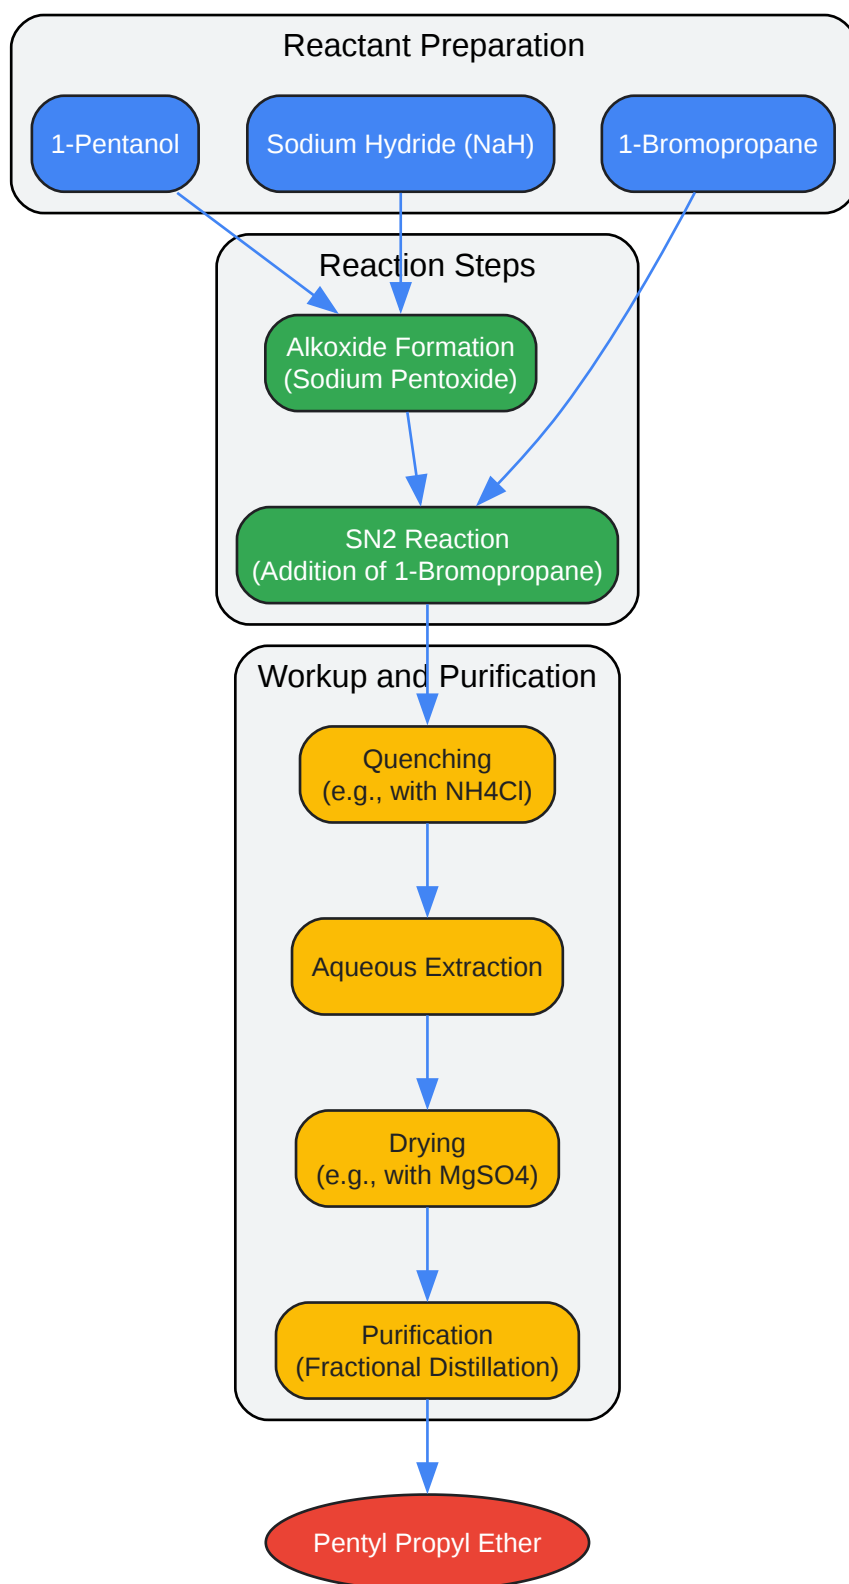 Reactant Preparation
1-Pentanol
Sodium Hydride (NaH)
1-Bromopropane
Reaction Steps
Alkoxide Formation
(Sodium Pentoxide)
SN2 Reaction
(Addition of 1-Bromopropane)
Workup and Purification
Quenching
(e.g., with NH4Cl)
Aqueous Extraction
Drying
(e.g., with MgSO4)
Purification
(Fractional Distillation)
Pentyl Propyl Ether